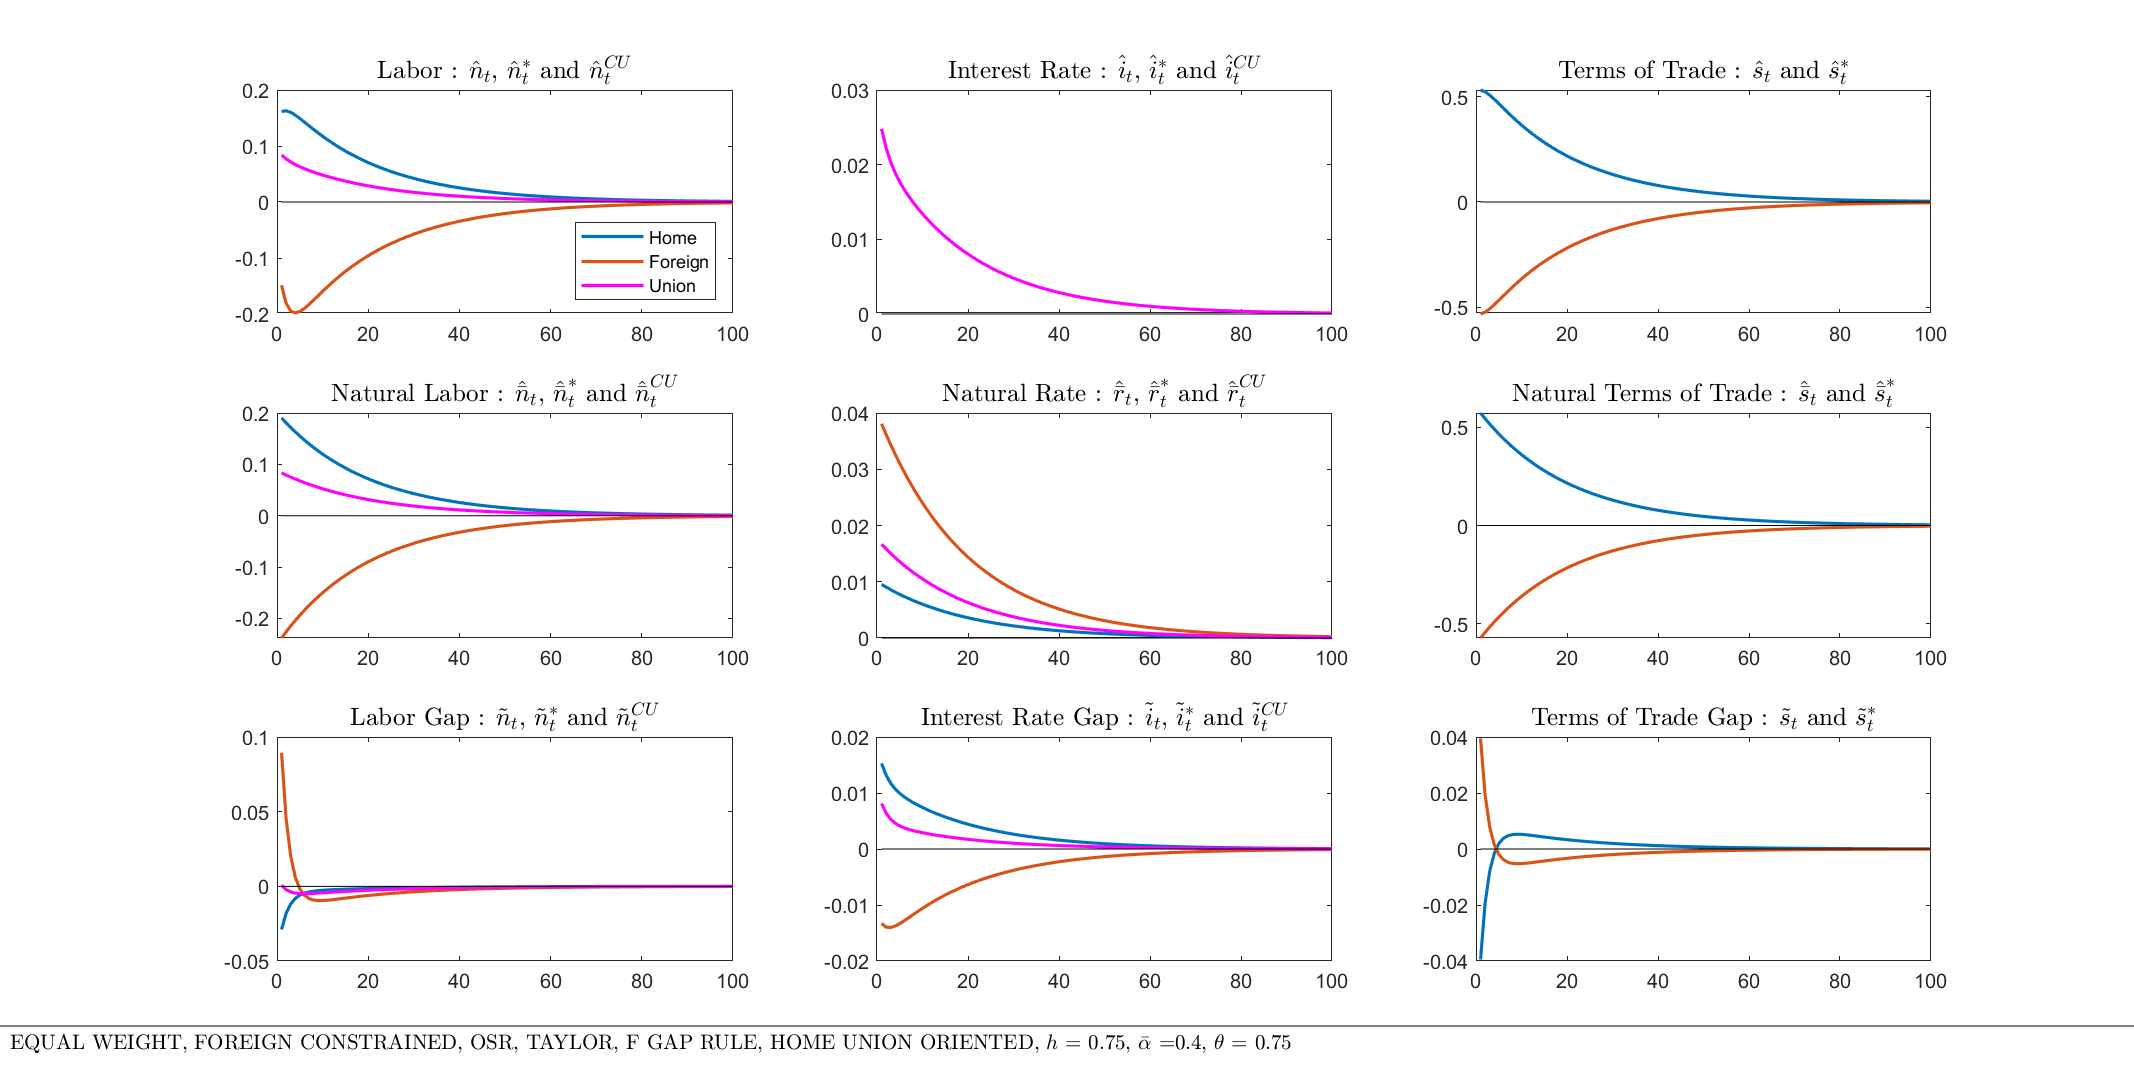 Labor : n̂ₜ, n̂ₜ* and n̂ₜᶜᵁ
0.2
0.1
0
-0.1
-0.2
0 20 40 60 80 100
Home
Foreign
Union
Interest Rate : îₜ, îₜ* and îₜᶜᵁ
0.03
0.02
0.01
0
0 20 40 60 80 100
Terms of Trade : ŝₜ and ŝₜ*
0.5
0
-0.5
0 20 40 60 80 100
Natural Labor : n̄̂ₜ, n̄̂ₜ* and n̄̂ₜᶜᵁ
0.2
0.1
0
-0.1
-0.2
0 20 40 60 80 100
Natural Rate : r̄̂ₜ, r̄̂ₜ* and r̄̂ₜᶜᵁ
0.04
0.03
0.02
0.01
0
0 20 40 60 80 100
Natural Terms of Trade : s̄̂ₜ and s̄̂ₜ*
0.5
0
-0.5
0 20 40 60 80 100
Labor Gap : ñₜ, ñₜ* and ñₜᶜᵁ
0.1
0.05
0
-0.05
0 20 40 60 80 100
Interest Rate Gap : ĩₜ, ĩₜ* and ĩₜᶜᵁ
0.02
0.01
0
-0.01
-0.02
0 20 40 60 80 100
Terms of Trade Gap : s̃ₜ and s̃ₜ*
0.04
0.02
0
-0.02
-0.04
0 20 40 60 80 100
EQUAL WEIGHT, FOREIGN CONSTRAINED, OSR, TAYLOR, F GAP RULE, HOME UNION ORIENTED, h = 0.75, ᾱ =0.4, θ = 0.75